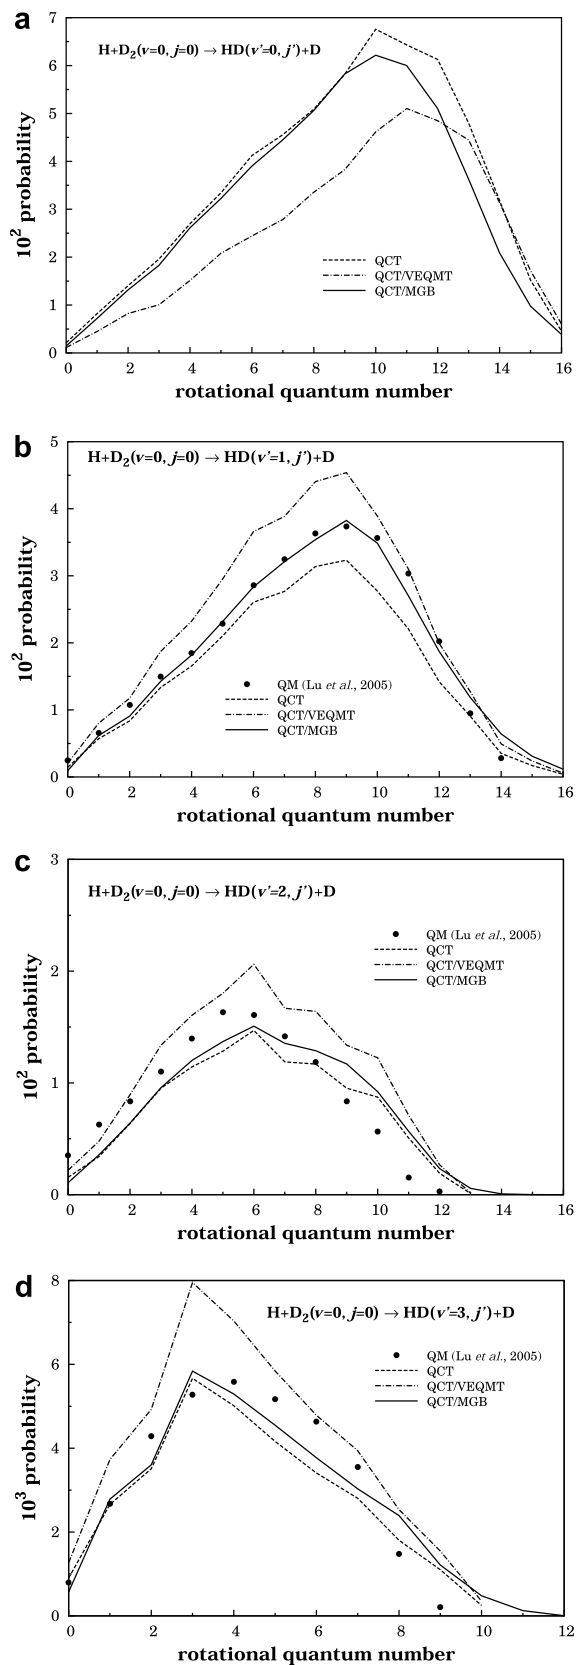 a
H+D₂(v=0, j=0) → HD(v'=0, j')+D
10² probability
7
6
5
4
3
2
1
0
QCT
QCT/VEQMT
QCT/MGB
0 2 4 6 8 10 12 14 16
rotational quantum number
b
H+D₂(v=0, j=0) → HD(v'=1, j')+D
10² probability
5
4
3
2
1
0
QM (Lu et al., 2005)
QCT
QCT/VEQMT
QCT/MGB
0 2 4 6 8 10 12 14 16
rotational quantum number
c
H+D₂(v=0, j=0) → HD(v'=2, j')+D
10² probability
3
2
1
0
QM (Lu et al., 2005)
QCT
QCT/VEQMT
QCT/MGB
0 2 4 6 8 10 12 14 16
rotational quantum number
d
H+D₂(v=0, j=0) → HD(v'=3, j')+D
10³ probability
8
6
4
2
0
QM (Lu et al., 2005)
QCT
QCT/VEQMT
QCT/MGB
0 2 4 6 8 10 12
rotational quantum number